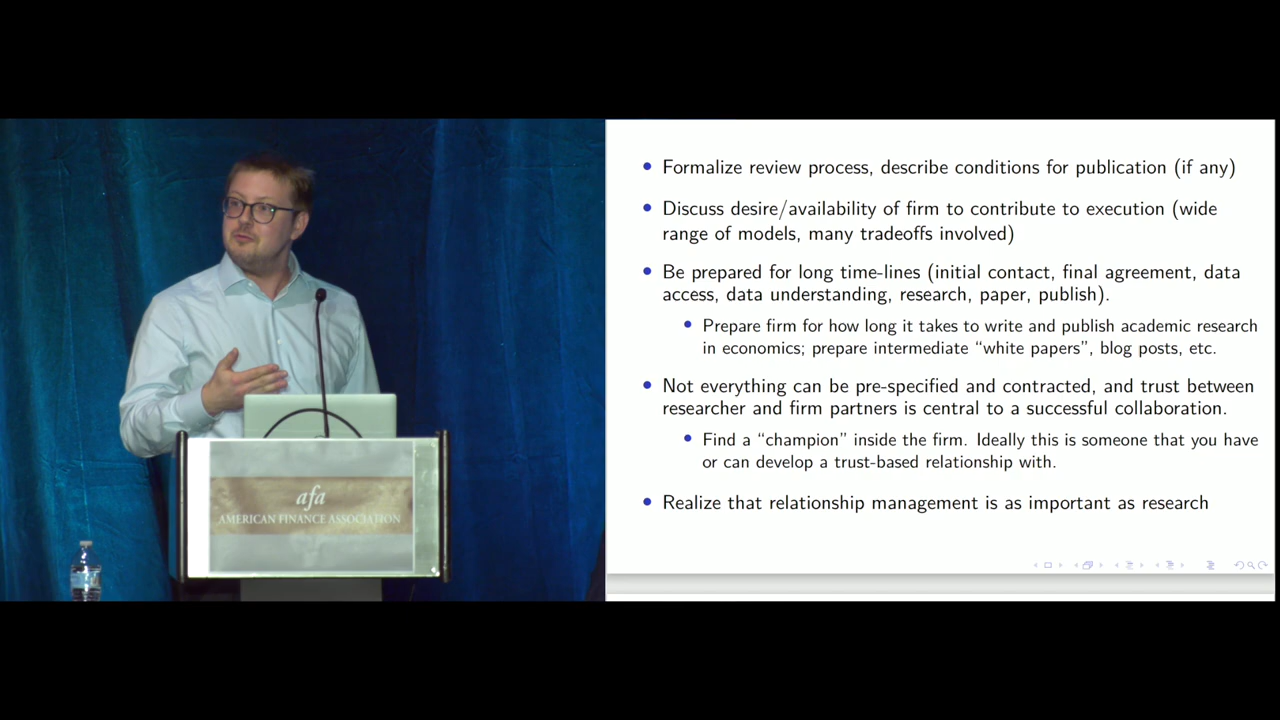 afa
AMERICAN FINANCE ASSOCIATION
Formalize review process, describe conditions for publication (if any)
Discuss desire/availability of firm to contribute to execution (wide
range of models, many tradeoffs involved)
Be prepared for long time-lines (initial contact, final agreement, data
access, data understanding, research, paper, publish).
Prepare firm for how long it takes to write and publish academic research
in economics; prepare intermediate “white papers”, blog posts, etc.
Not everything can be pre-specified and contracted, and trust between
researcher and firm partners is central to a successful collaboration.
Find a “champion” inside the firm. Ideally this is someone that you have
or can develop a trust-based relationship with.
Realize that relationship management is as important as research